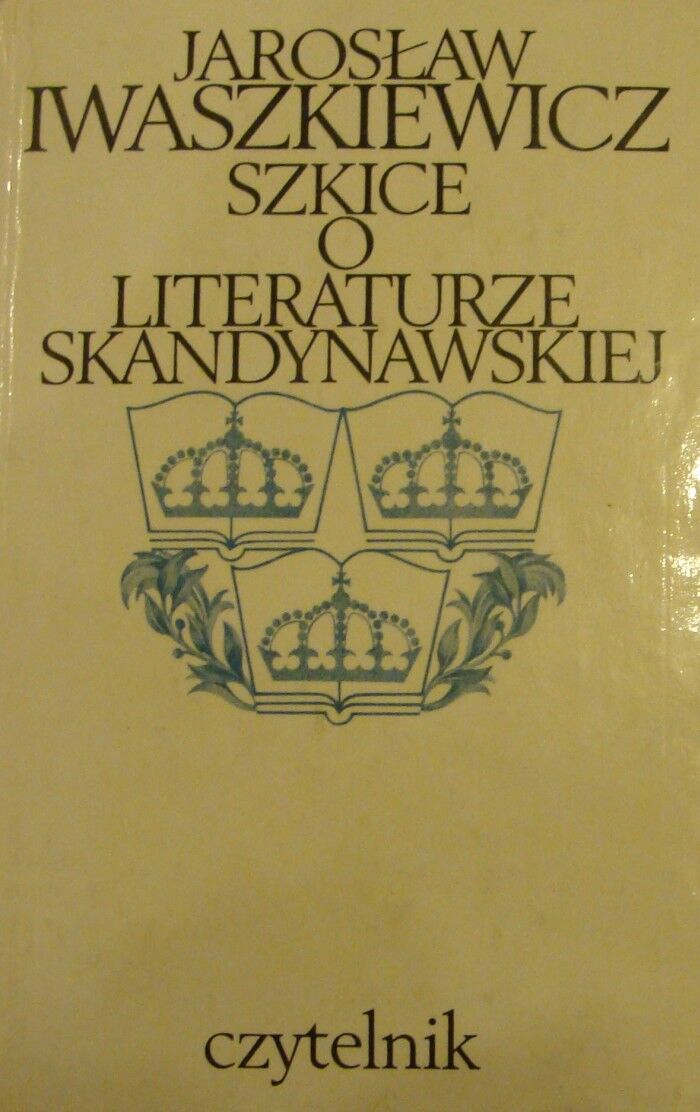 JAROSŁAW
IWASZKIEWICZ
SZKICE
O
LITERATURZE
SKANDYNAWSKIEJ
czytelnik